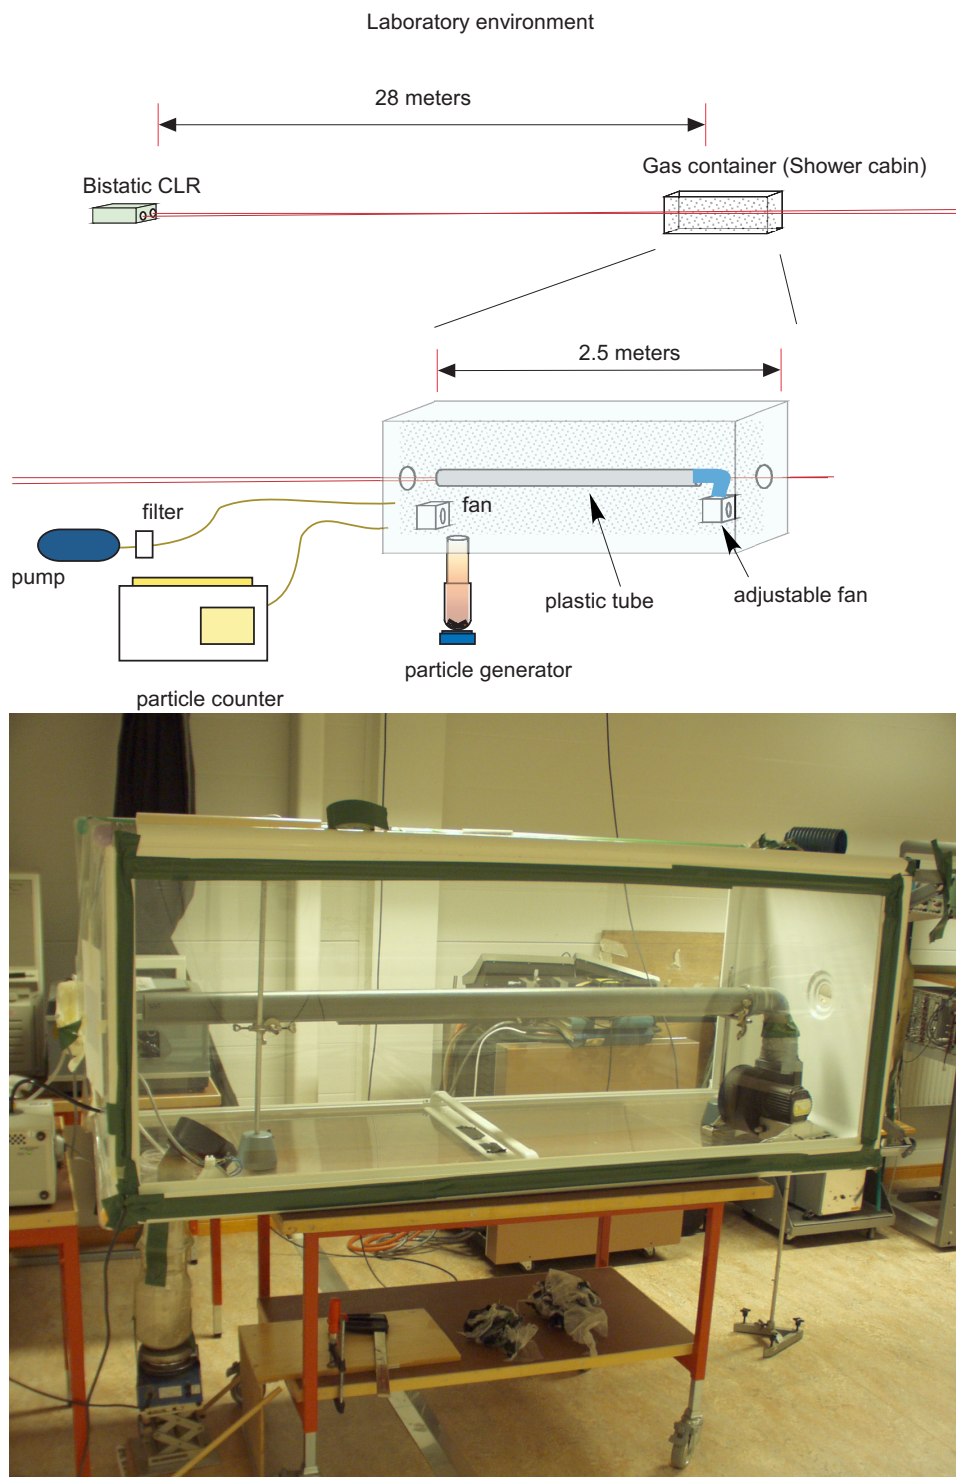 Laboratory environment
28 meters
Gas container (Shower cabin)
Bistatic CLR
2.5 meters
filter
fan
pump
plastic tube
adjustable fan
particle generator
particle counter